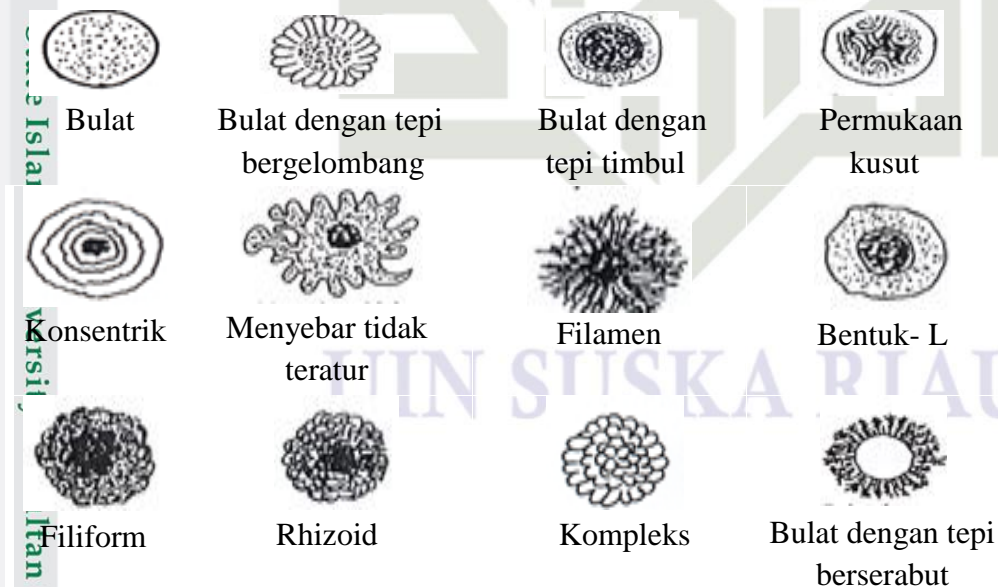 Bulat
Bulat dengan tepi
bergelombang
Bulat dengan
tepi timbul
Permukaan
kusut
Konsentrik
Menyebar tidak
teratur
Filamen
Bentuk- L
UIN SUSKA RIAU
Filiform
Rhizoid
Kompleks
Bulat dengan tepi
berserabut